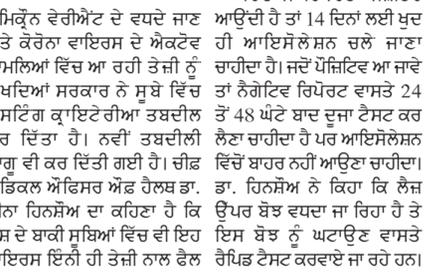 ਮਿਕ੍ਰੌਨ ਵੇਰੀਐਂਟ ਦੇ ਵਧਦੇ ਜਾਣ
ਤੇ ਕੋਰੋਨਾ ਵਾਇਰਸ ਦੇ ਐਕਟੋਵ
ਮਲਿਆਂ ਵਿੱਚ ਆ ਰਹੀ ਤੇਜ਼ੀ ਨੂੰ
ਖਦਿਆਂ ਸਰਕਾਰ ਨੇ ਸੂਬੇ ਵਿੱਚ
ਸਟਿੰਗ ਕ੍ਰਾਇਟੇਰੀਆ ਤਬਦੀਲ
ਰ ਦਿੱਤਾ ਹੈ। ਨਵੀਂ ਤਬਦੀਲੀ
ਗੂ ਵੀ ਕਰ ਦਿੱਤੀ ਗਈ ਹੈ। ਚੀਫ਼
ਡਿਕਲ ਔਫਿਸਰ ਔਫ਼ ਹੈਲਥ ਡਾ.
ਨਾ ਹਿਨਸ਼ੌਅ ਦਾ ਕਹਿਣਾ ਹੈ ਕਿ
ਸ਼ ਦੇ ਬਾਕੀ ਸੂਬਿਆਂ ਵਿੱਚ ਵੀ ਇਹ
ਾਇਰਸ ਇੰਨੀ ਹੀ ਤੇਜ਼ੀ ਨਾਲ ਫੈਲ
ਆਉਂਦੀ ਹੈ ਤਾਂ 14 ਦਿਨਾਂ ਲਈ ਖੁਦ
ਹੀ ਆਇਸੋਲੇਸ਼ਨ ਚਲੇ ਜਾਣਾ
ਚਾਹੀਦਾ ਹੈ। ਜਦੋਂ ਪੌਜ਼ਿਟਿਵ ਆ ਜਾਵੇ
ਤਾਂ ਨੈਗੇਟਿਵ ਰਿਪੋਰਟ ਵਾਸਤੇ 24
ਤੋਂ 48 ਘੰਟੇ ਬਾਦ ਦੂਜਾ ਟੈਸਟ ਕਰ
ਲੈਣਾ ਚਾਹੀਦਾ ਹੈ ਪਰ ਆਇਸੋਲੇਸ਼ਨ
ਵਿੱਚੋਂ ਬਾਹਰ ਨਹੀਂ ਆਉਣਾ ਚਾਹੀਦਾ।
ਡਾ. ਹਿਨਸ਼ੌਅ ਨੇ ਕਿਹਾ ਕਿ ਲੈਜ਼
ਉੱਪਰ ਬੋਝ ਵਧਦਾ ਜਾ ਰਿਹਾ ਹੈ ਤੇ
ਇਸ ਬੋਝ ਨੂੰ ਘਟਾਉਣ ਵਾਸਤੇ
ਰੈਪਿਡ ਟੈਸਟ ਕਰਵਾਏ ਜਾ ਰਹੇ ਹਨ।